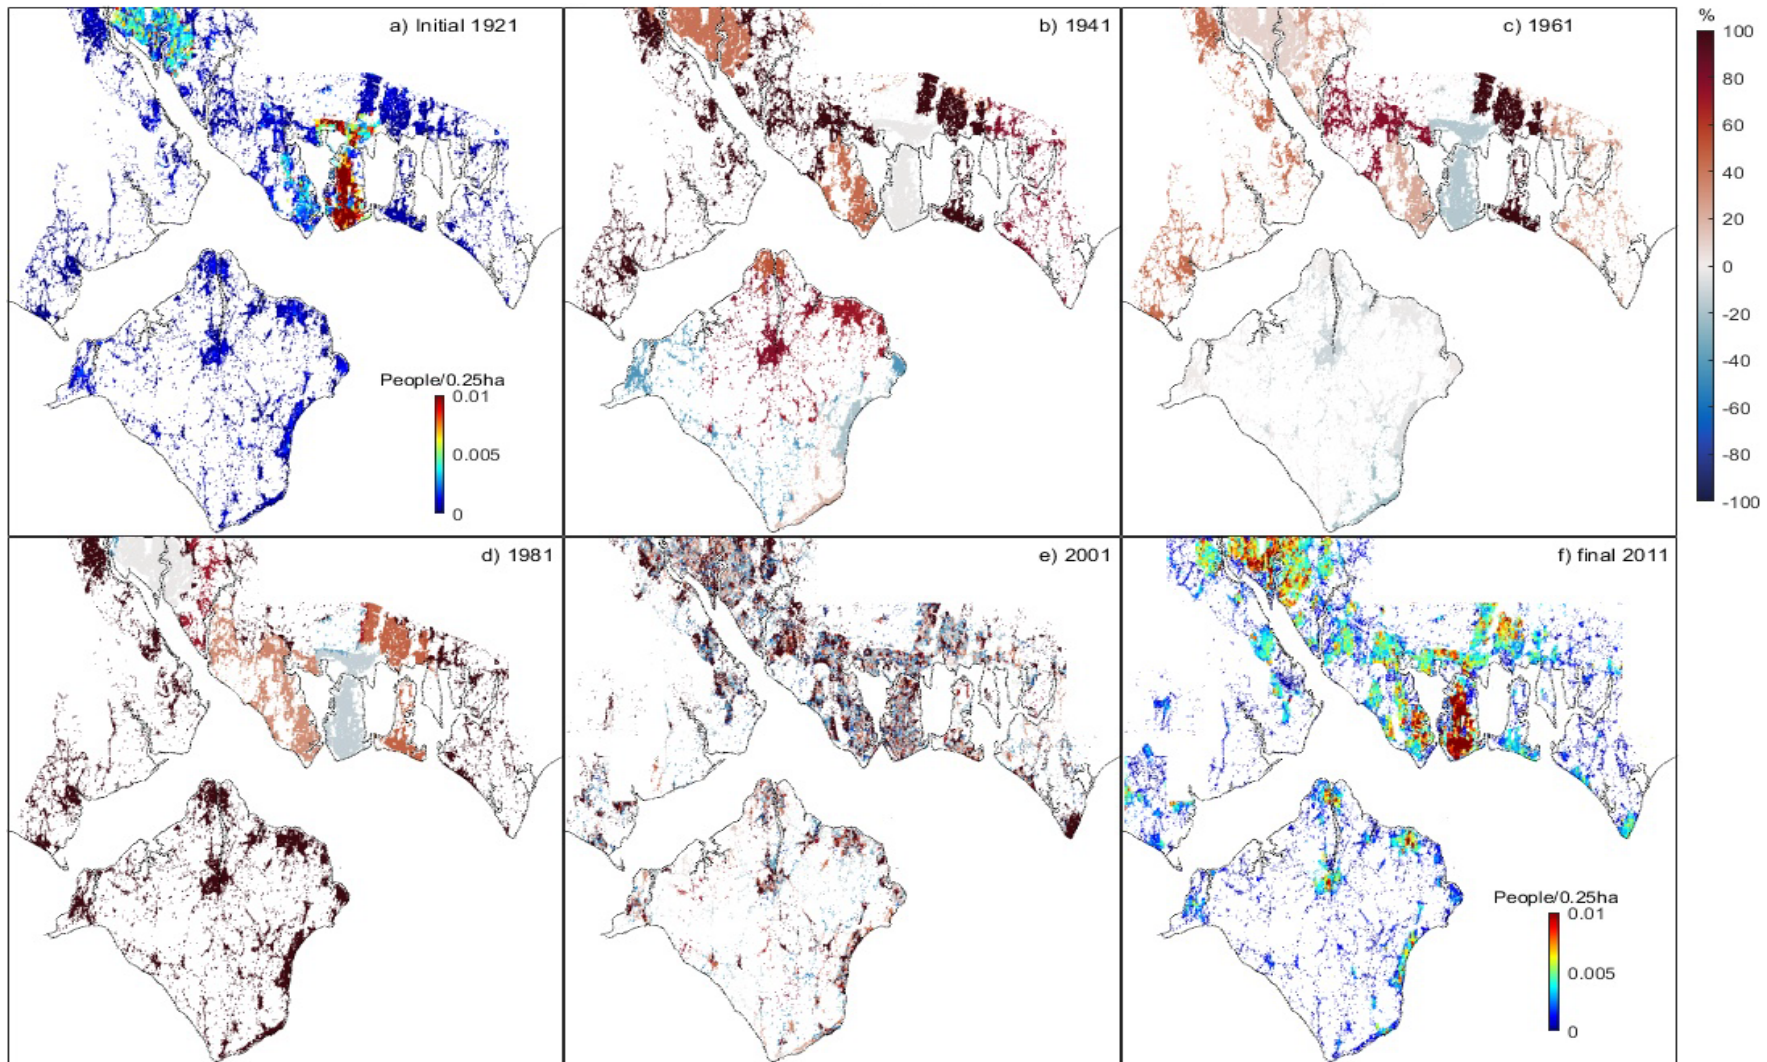 a) Initial 1921
b) 1941
c) 1961
%
100
80
60
40
20
0
-20
-40
-60
-80
-100
People/0.25ha
0.01
0.005
0
d) 1981
e) 2001
f) final 2011
People/0.25ha
0.01
0.005
0